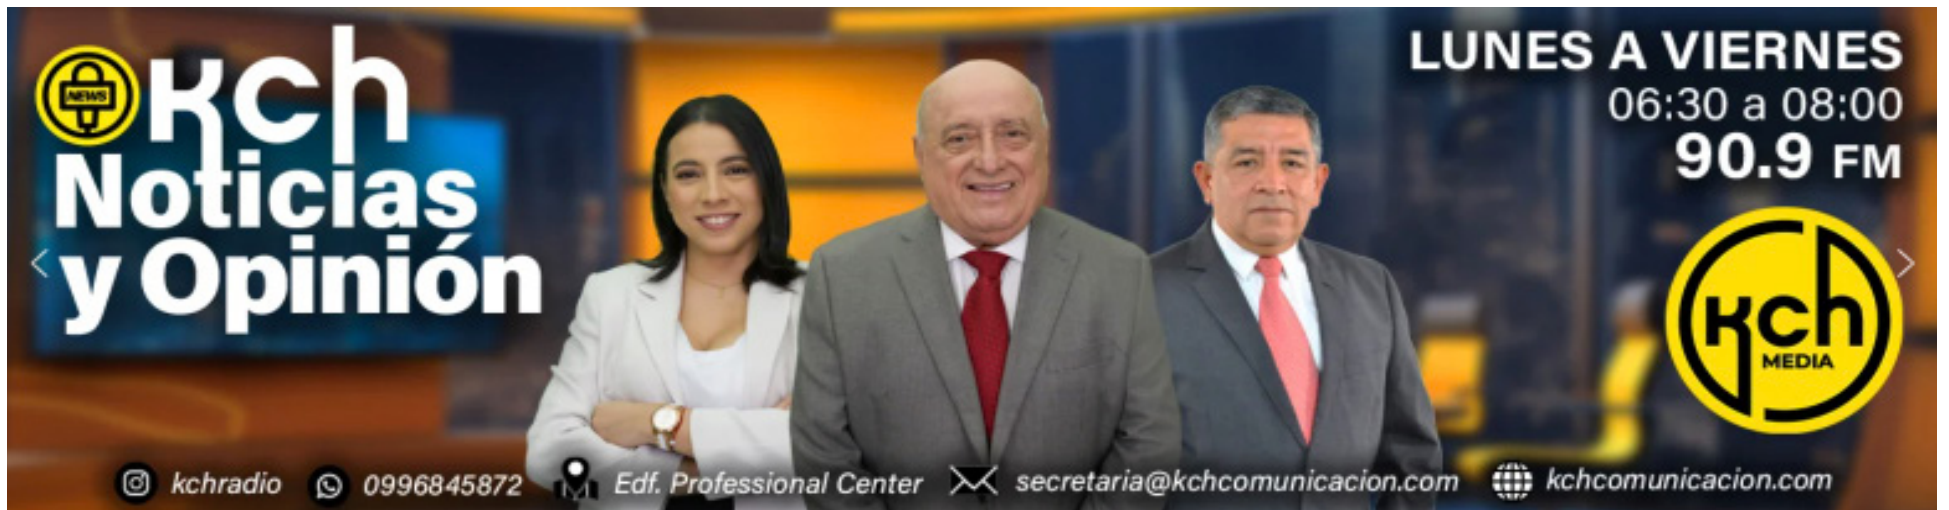 NEWS
kch
Noticias
y Opinión
LUNES A VIERNES
06:30 a 08:00
90.9 FM
kch
MEDIA
kchradio
0996845872
Edf. Professional Center
secretaria@kchcomunicacion.com
kchcomunicacion.com